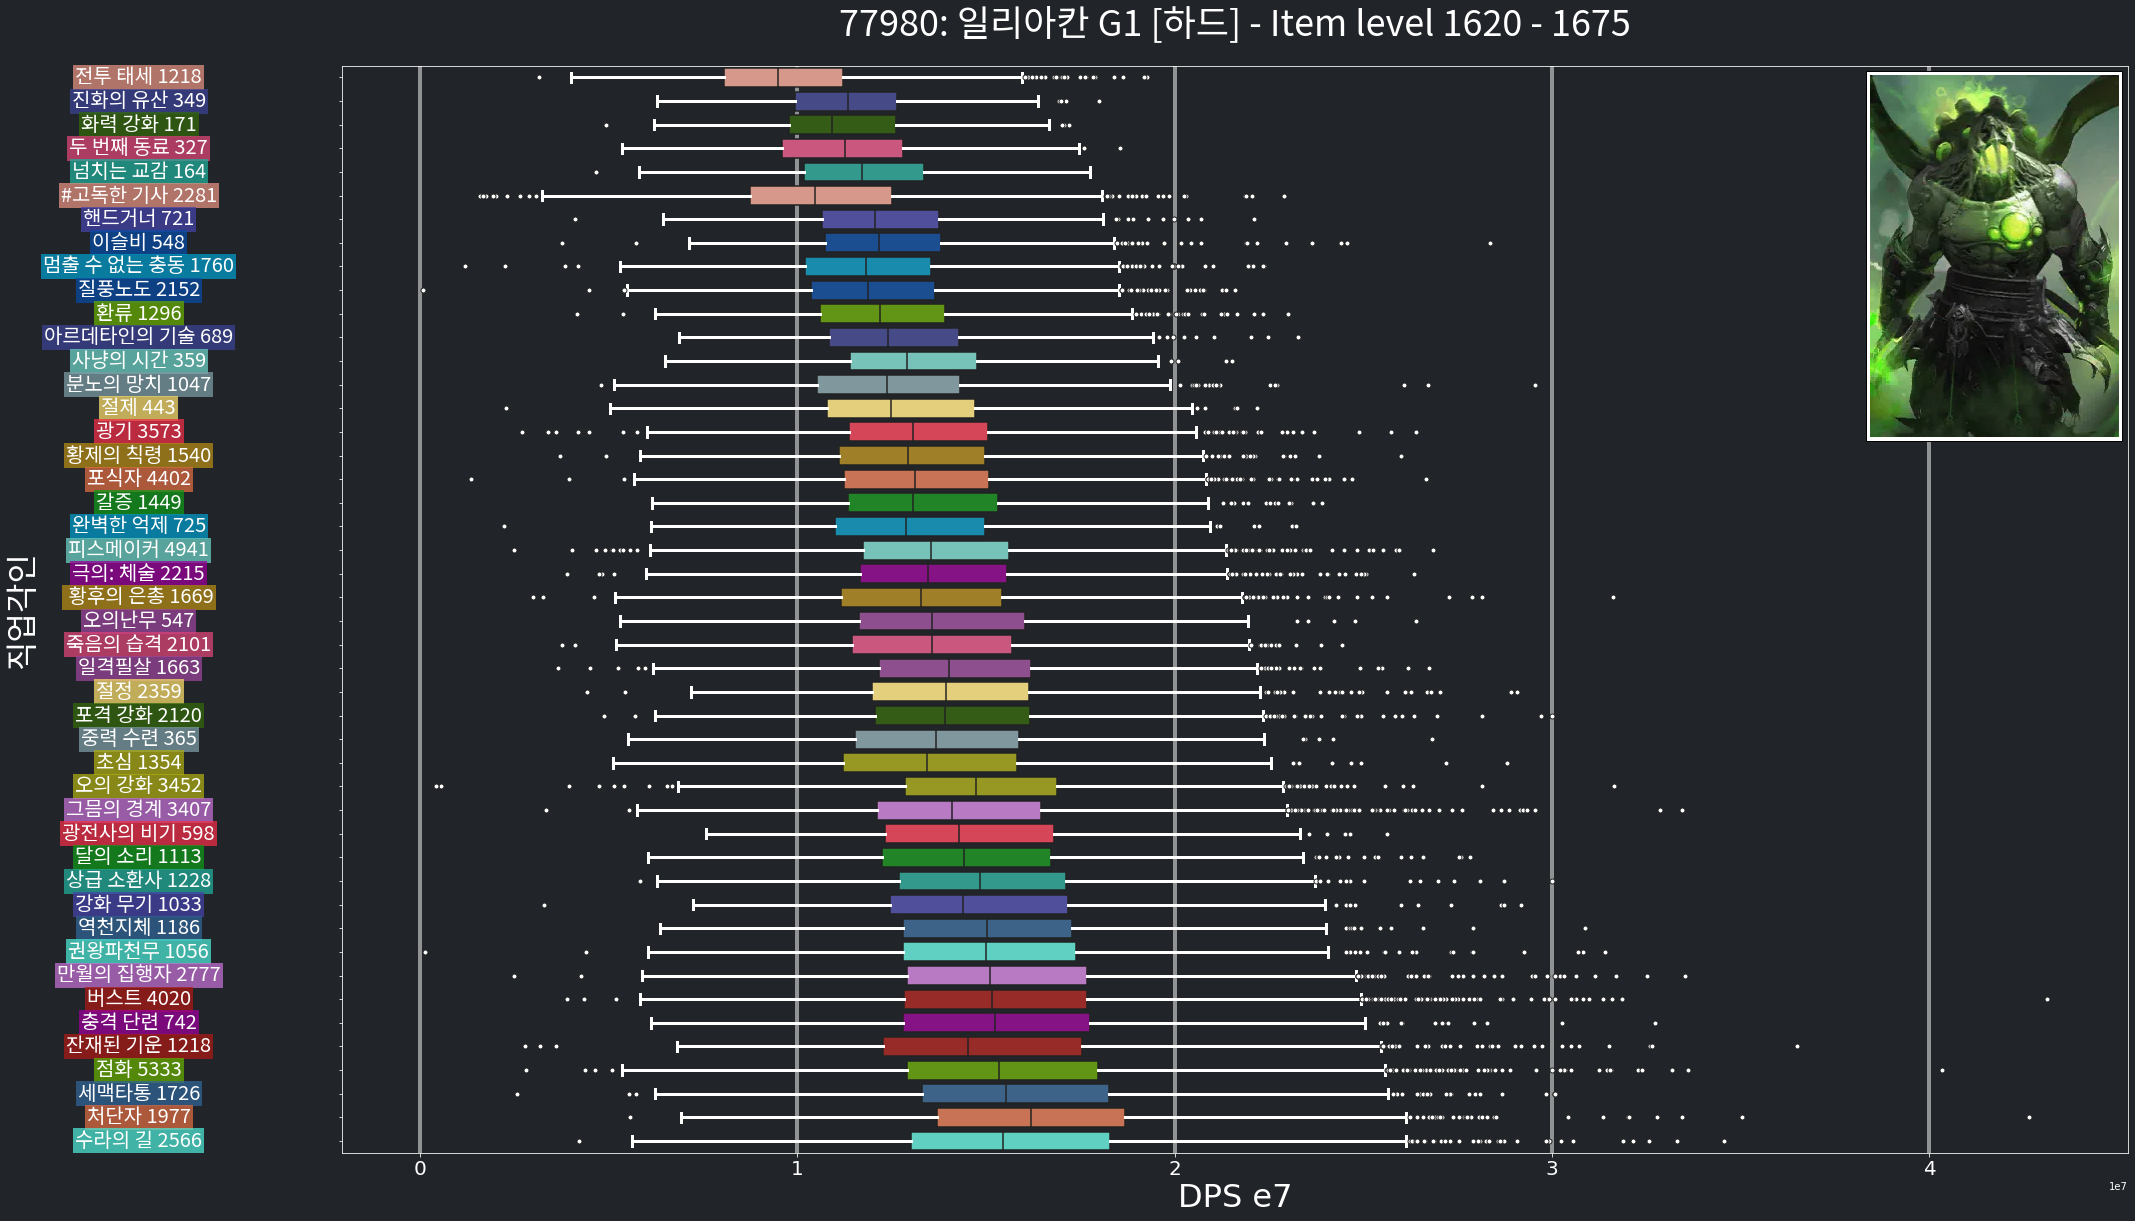 77980: 일리아칸 G1 [하드] - Item level 1620 - 1675
직업각인
전투 태세 1218
진화의 유산 349
화력 강화 171
두 번째 동료 327
넘치는 교감 164
#고독한 기사 2281
핸드거너 721
이슬비 548
멈출 수 없는 충동 1760
질풍노도 2152
환류 1296
아르데타인의 기술 689
사냥의 시간 359
분노의 망치 1047
절제 443
광기 3573
황제의 칙령 1540
포식자 4402
갈증 1449
완벽한 억제 725
피스메이커 4941
극의: 체술 2215
황후의 은총 1669
오의난무 547
죽음의 습격 2101
일격필살 1663
절정 2359
포격 강화 2120
중력 수련 365
초심 1354
오의 강화 3452
그믐의 경계 3407
광전사의 비기 598
달의 소리 1113
상급 소환사 1228
강화 무기 1033
역천지체 1186
권왕파천무 1056
만월의 집행자 2777
버스트 4020
충격 단련 742
잔재된 기운 1218
점화 5333
세맥타통 1726
처단자 1977
수라의 길 2566
0 1 2 3 4
DPS e7
1e7